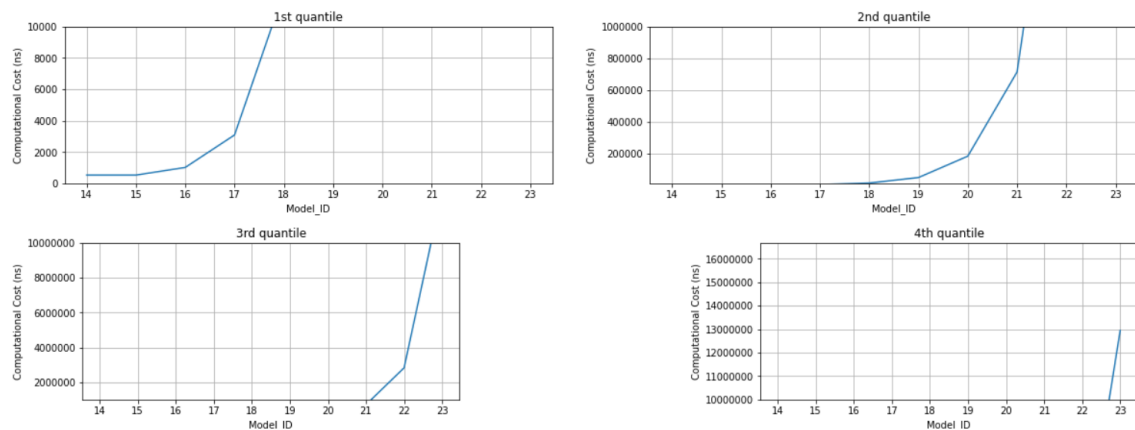 1st quantile
Computational Cost (ns)
10000
8000
6000
4000
2000
0
14 15 16 17 18 19 20 21 22 23
Model_ID
2nd quantile
Computational Cost (ns)
1000000
800000
600000
400000
200000
14 15 16 17 18 19 20 21 22 23
Model_ID
3rd quantile
Computational Cost (ns)
10000000
8000000
6000000
4000000
2000000
14 15 16 17 18 19 20 21 22 23
Model_ID
4th quantile
Computational Cost (ns)
16000000
15000000
14000000
13000000
12000000
11000000
10000000
14 15 16 17 18 19 20 21 22 23
Model_ID